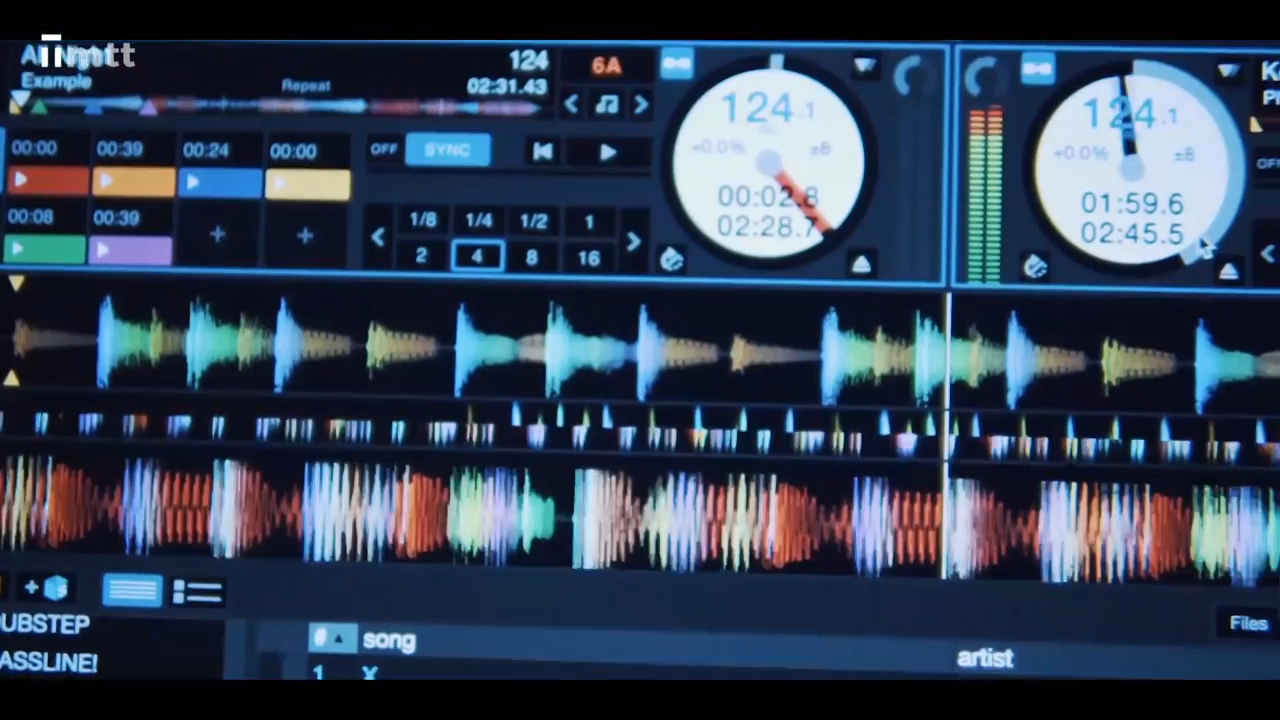 mtt
Example
Repeat
124
02:31.43
6A
00:00
00:39
00:24
00:00
00:08
00:39
OFF
SYNC
1/8
1/4
1/2
1
2
4
8
16
124.1
+0.0%
±8
00:02.8
02:28.7
124.1
+0.0%
±8
01:59.6
02:45.5
UBSTEP
ASSLINE!
# song
artist
Files
1